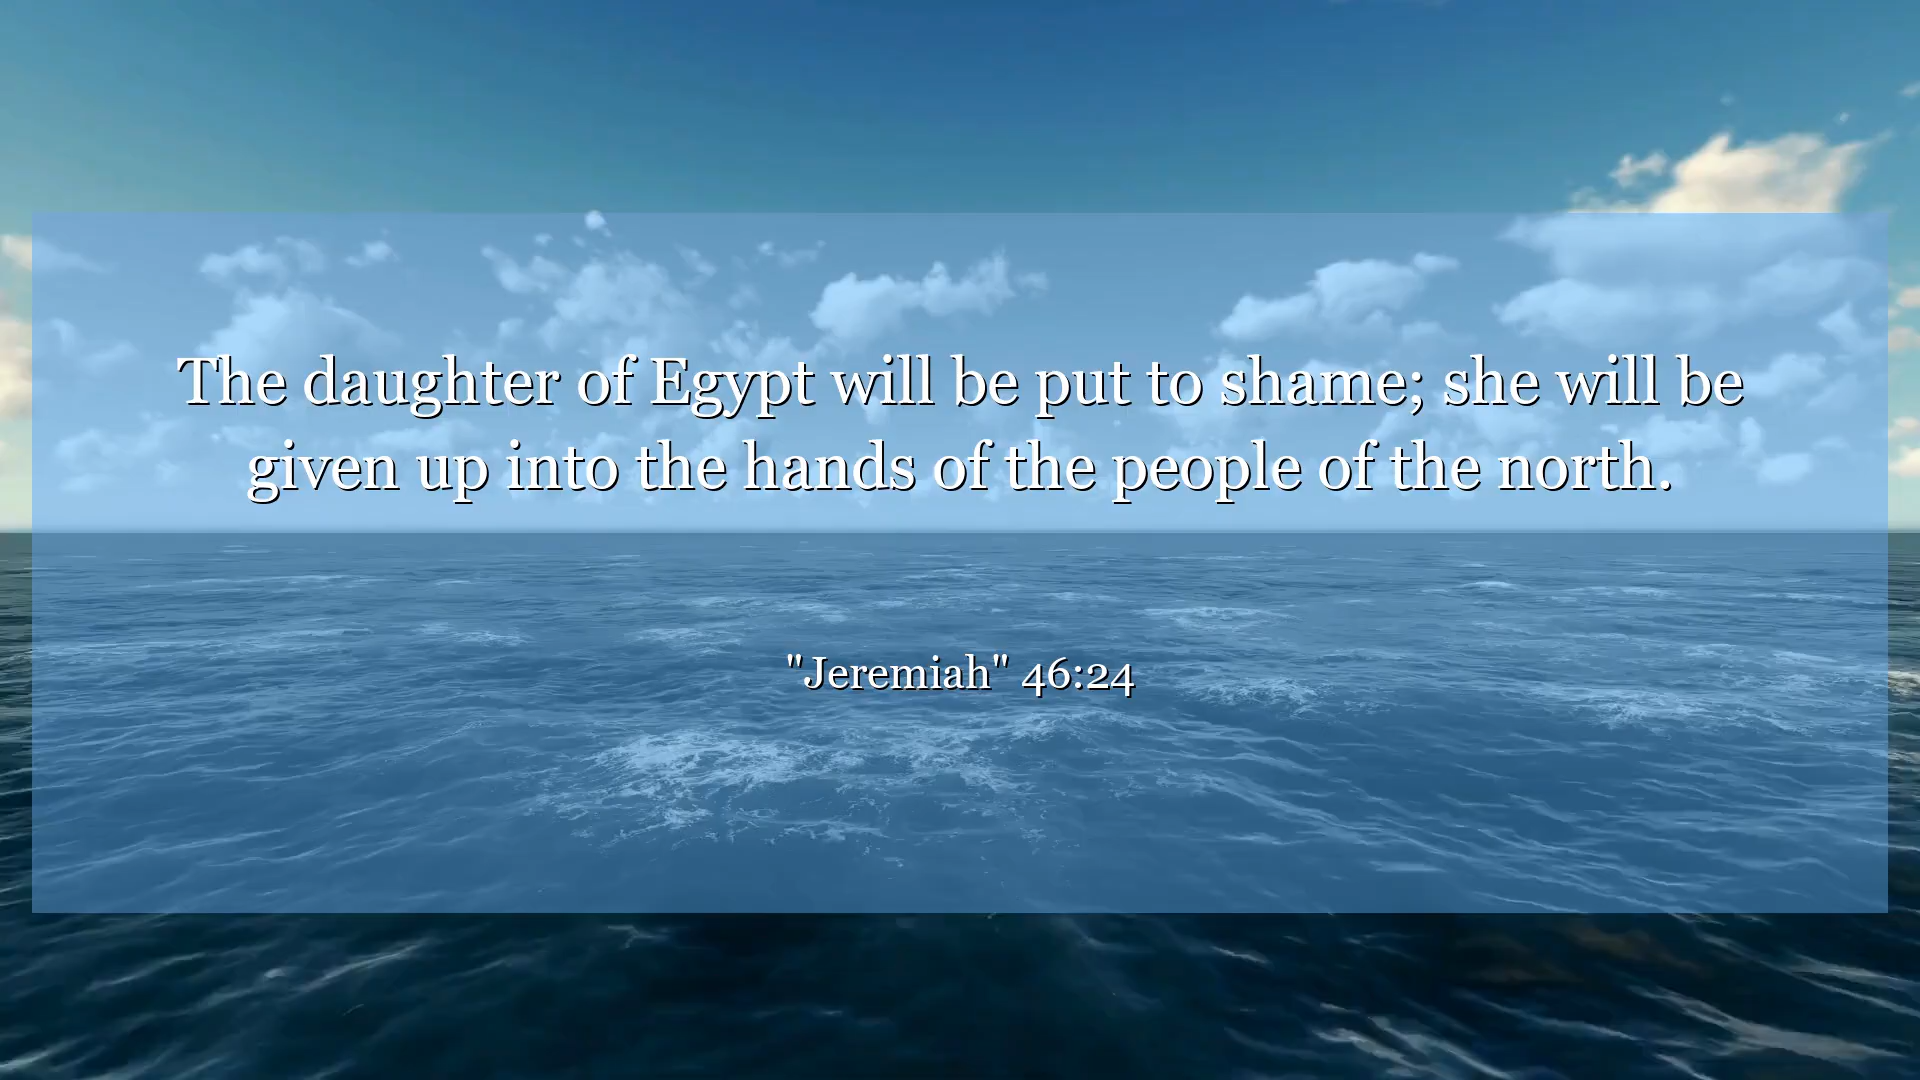 The daughter of Egypt will be put to shame; she will be
given up into the hands of the people of the north.
"Jeremiah" 46:24